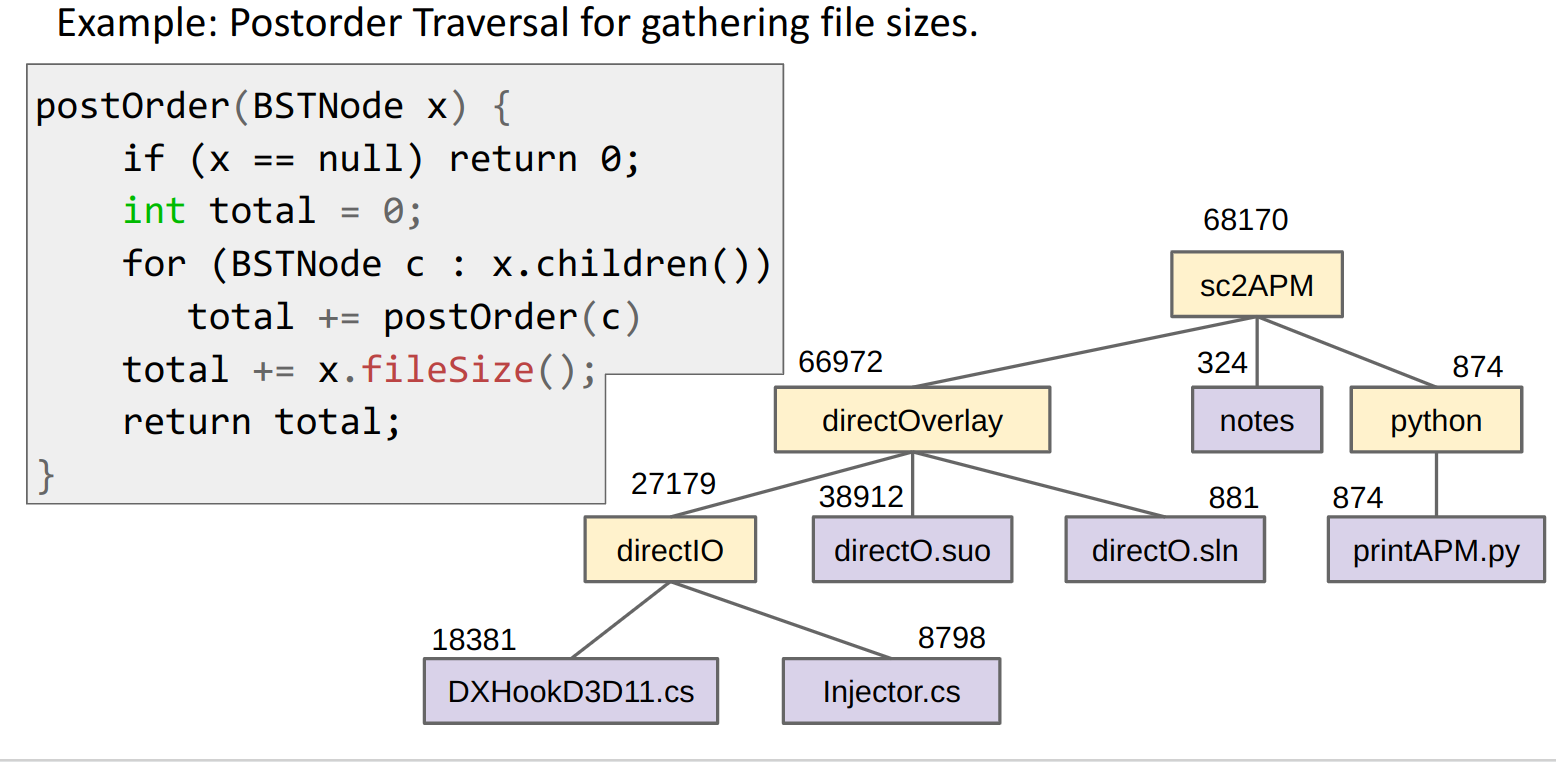 Example: Postorder Traversal for gathering file sizes.
postOrder(BSTNode x) {
    if (x == null) return 0;
    int total = 0;
    for (BSTNode c : x.children())
       total += postOrder(c)
    total += x.fileSize();
    return total;
}
68170
sc2APM
66972
324
874
directOverlay
notes
python
27179
38912
881
874
directIO
directO.suo
directO.sln
printAPM.py
18381
8798
DXHookD3D11.cs
Injector.cs